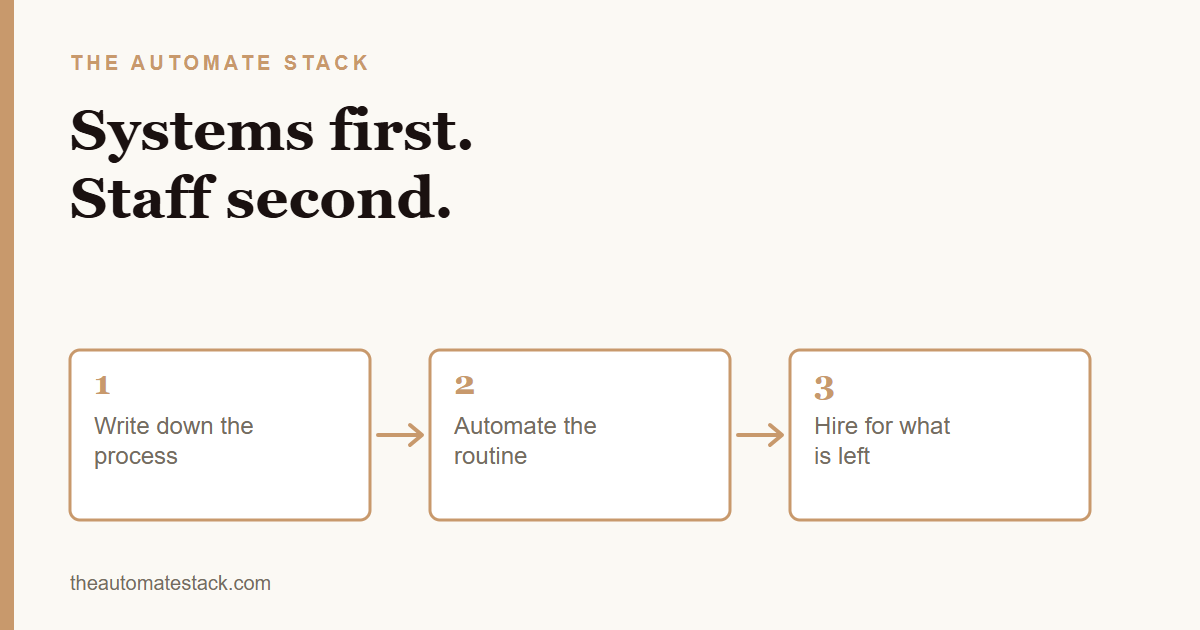 THE AUTOMATE STACK
Systems first.
Staff second.
1
Write down the
process
2
Automate the
routine
3
Hire for what
is left
theautomatestack.com